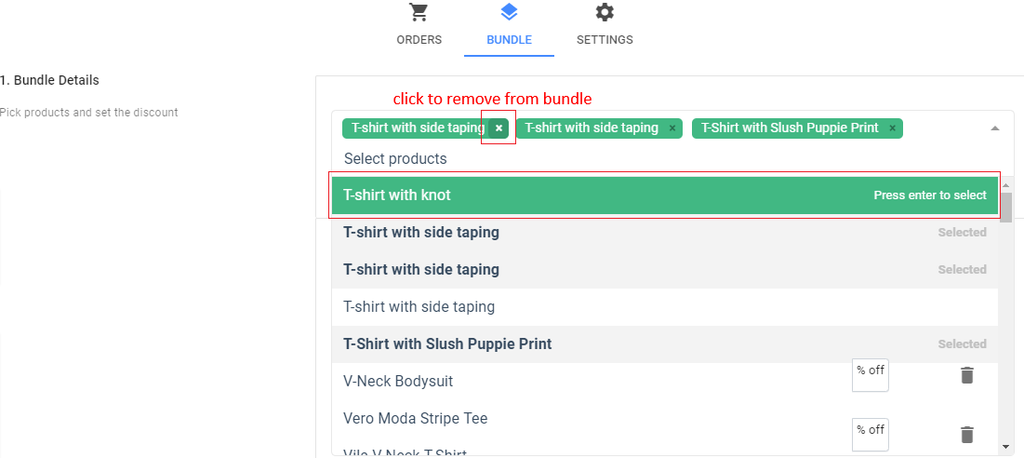 ORDERS
BUNDLE
SETTINGS
1. Bundle Details
Pick products and set the discount
click to remove from bundle
T-shirt with side taping × T-shirt with side taping × T-Shirt with Slush Puppie Print ×
Select products
T-shirt with knot Press enter to select
T-shirt with side taping Selected
T-shirt with side taping Selected
T-shirt with side taping
T-Shirt with Slush Puppie Print Selected
V-Neck Bodysuit % off
Vero Moda Stripe Tee
% off
Vila V-Neck T-Shirt